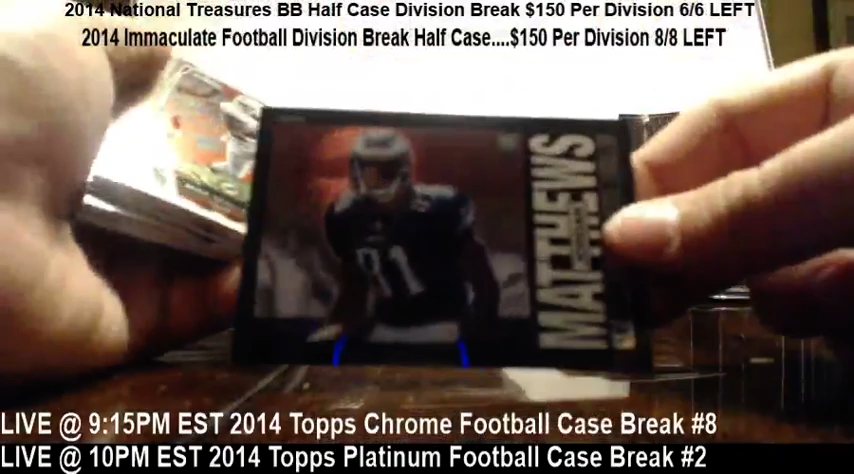 2014 National Treasures BB Half Case Division Break $150 Per Division 6/6 LEFT
2014 Immaculate Football Division Break Half Case....$150 Per Division 8/8 LEFT
MATTHEWS
81
LIVE @ 9:15PM EST 2014 Topps Chrome Football Case Break #8
LIVE @ 10PM EST 2014 Topps Platinum Football Case Break #2